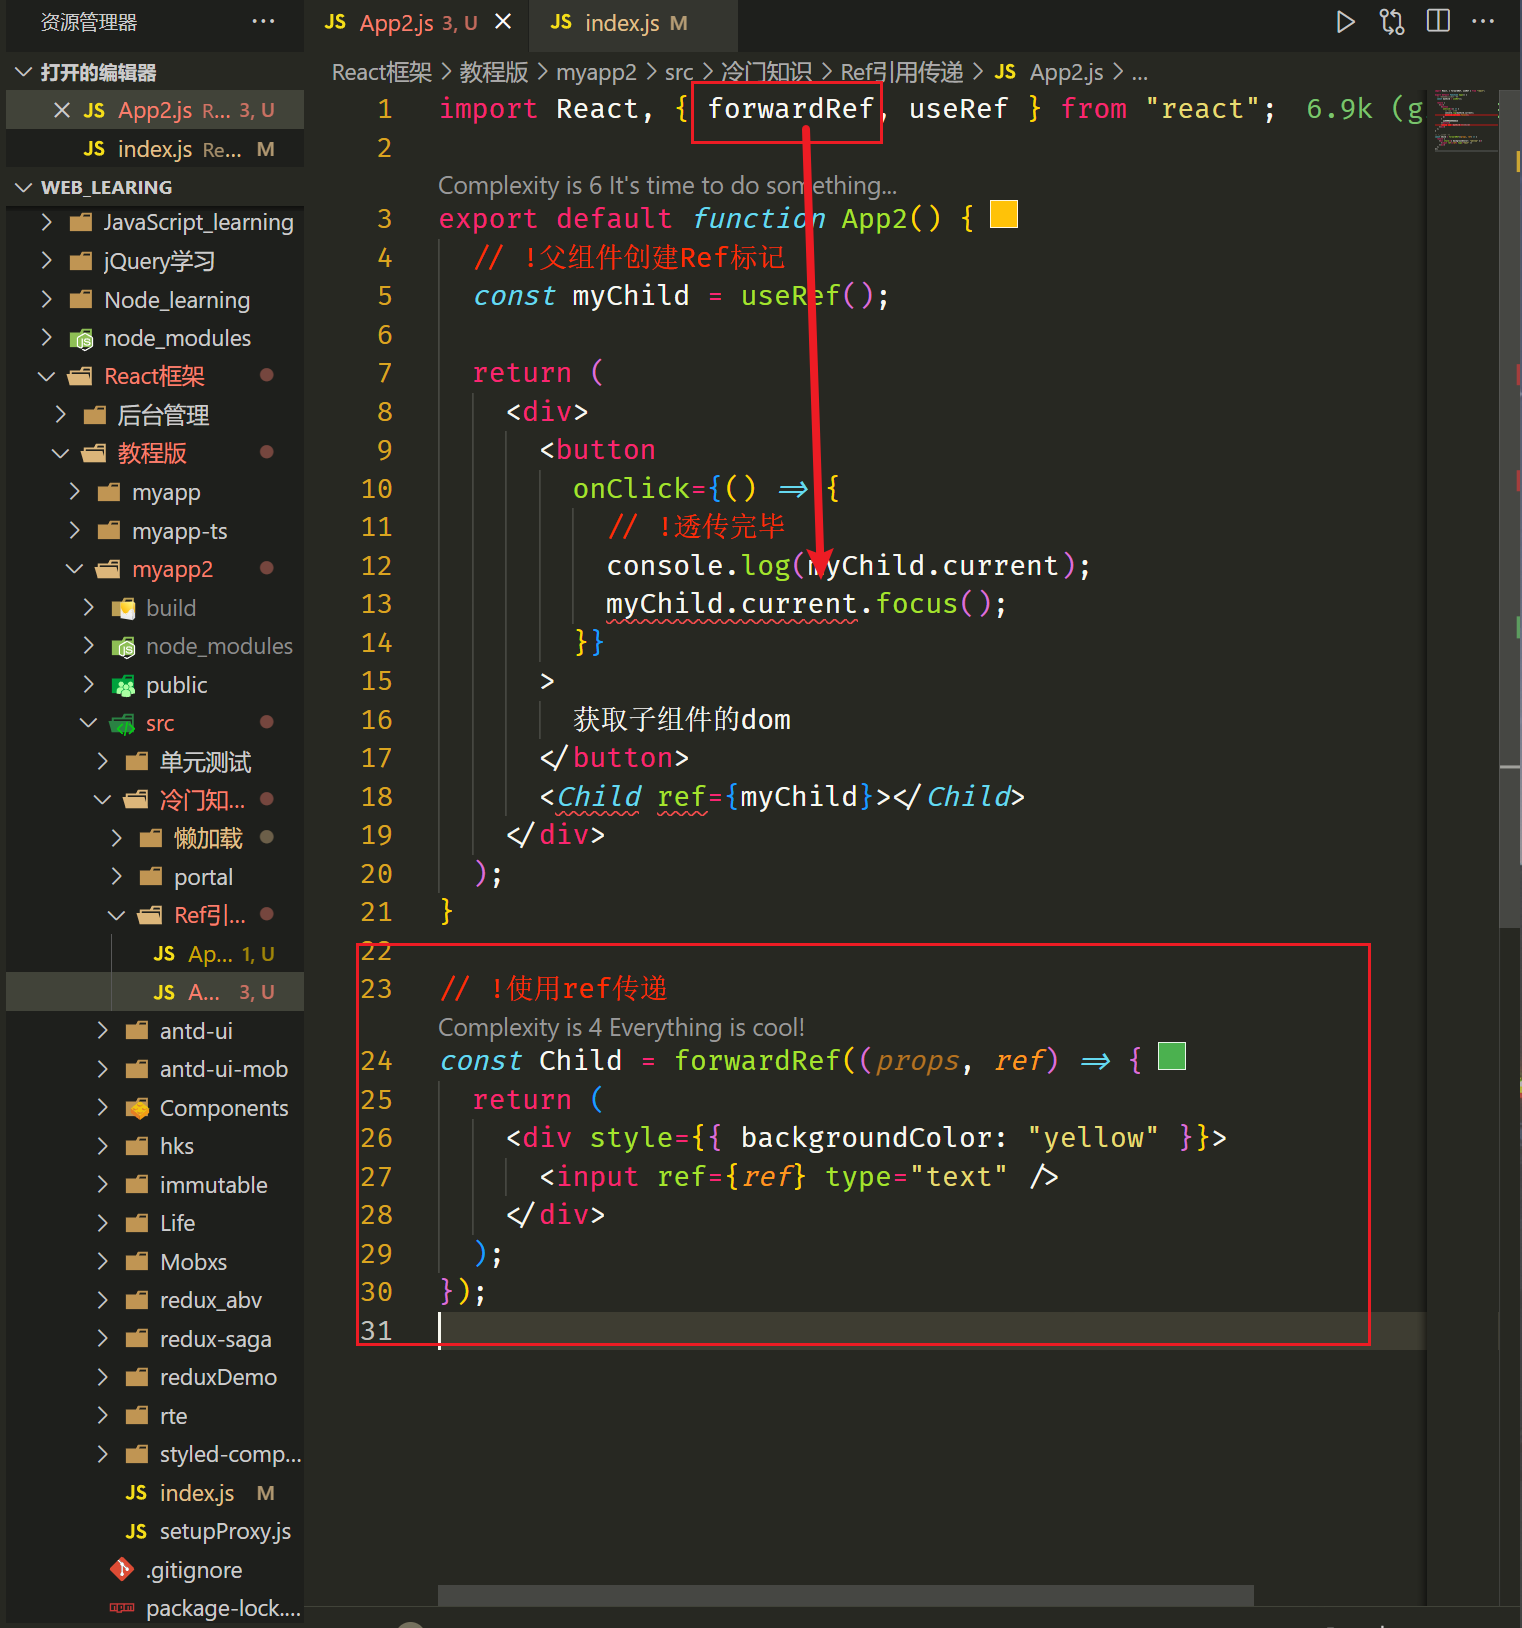 资源管理器 ···
打开的编辑器
App2.js R... 3, U
index.js Re... M
WEB_LEARING
JavaScript_learning
jQuery学习
Node_learning
node_modules
React框架
后台管理
教程版
myapp
myapp-ts
myapp2
build
node_modules
public
src
单元测试
冷门知...
懒加载
portal
Ref引...
Ap... 1, U
A... 3, U
antd-ui
antd-ui-mob
Components
hks
immutable
Life
Mobxs
redux_abv
redux-saga
reduxDemo
rte
styled-comp...
index.js M
setupProxy.js
.gitignore
package-lock....
JS App2.js 3, U
JS index.js M
React框架 > 教程版 > myapp2 > src > 冷门知识 > Ref引用传递 > JS App2.js > ...
1 import React, { forwardRef, useRef } from "react"; 6.9k (g
2
Complexity is 6 It's time to do something...
3 export default function App2() {
4 // !父组件创建Ref标记
5 const myChild = useRef();
6
7 return (
8 <div>
9 <button
10 onClick={() => {
11 // !透传完毕
12 console.log(myChild.current);
13 myChild.current.focus();
14 }}
15 >
16 获取子组件的dom
17 </button>
18 <Child ref={myChild}></Child>
19 </div>
20 );
21 }
22
23 // !使用ref传递
Complexity is 4 Everything is cool!
24 const Child = forwardRef((props, ref) => {
25 return (
26 <div style={{ backgroundColor: "yellow" }}>
27 <input ref={ref} type="text" />
28 </div>
29 );
30 });
31